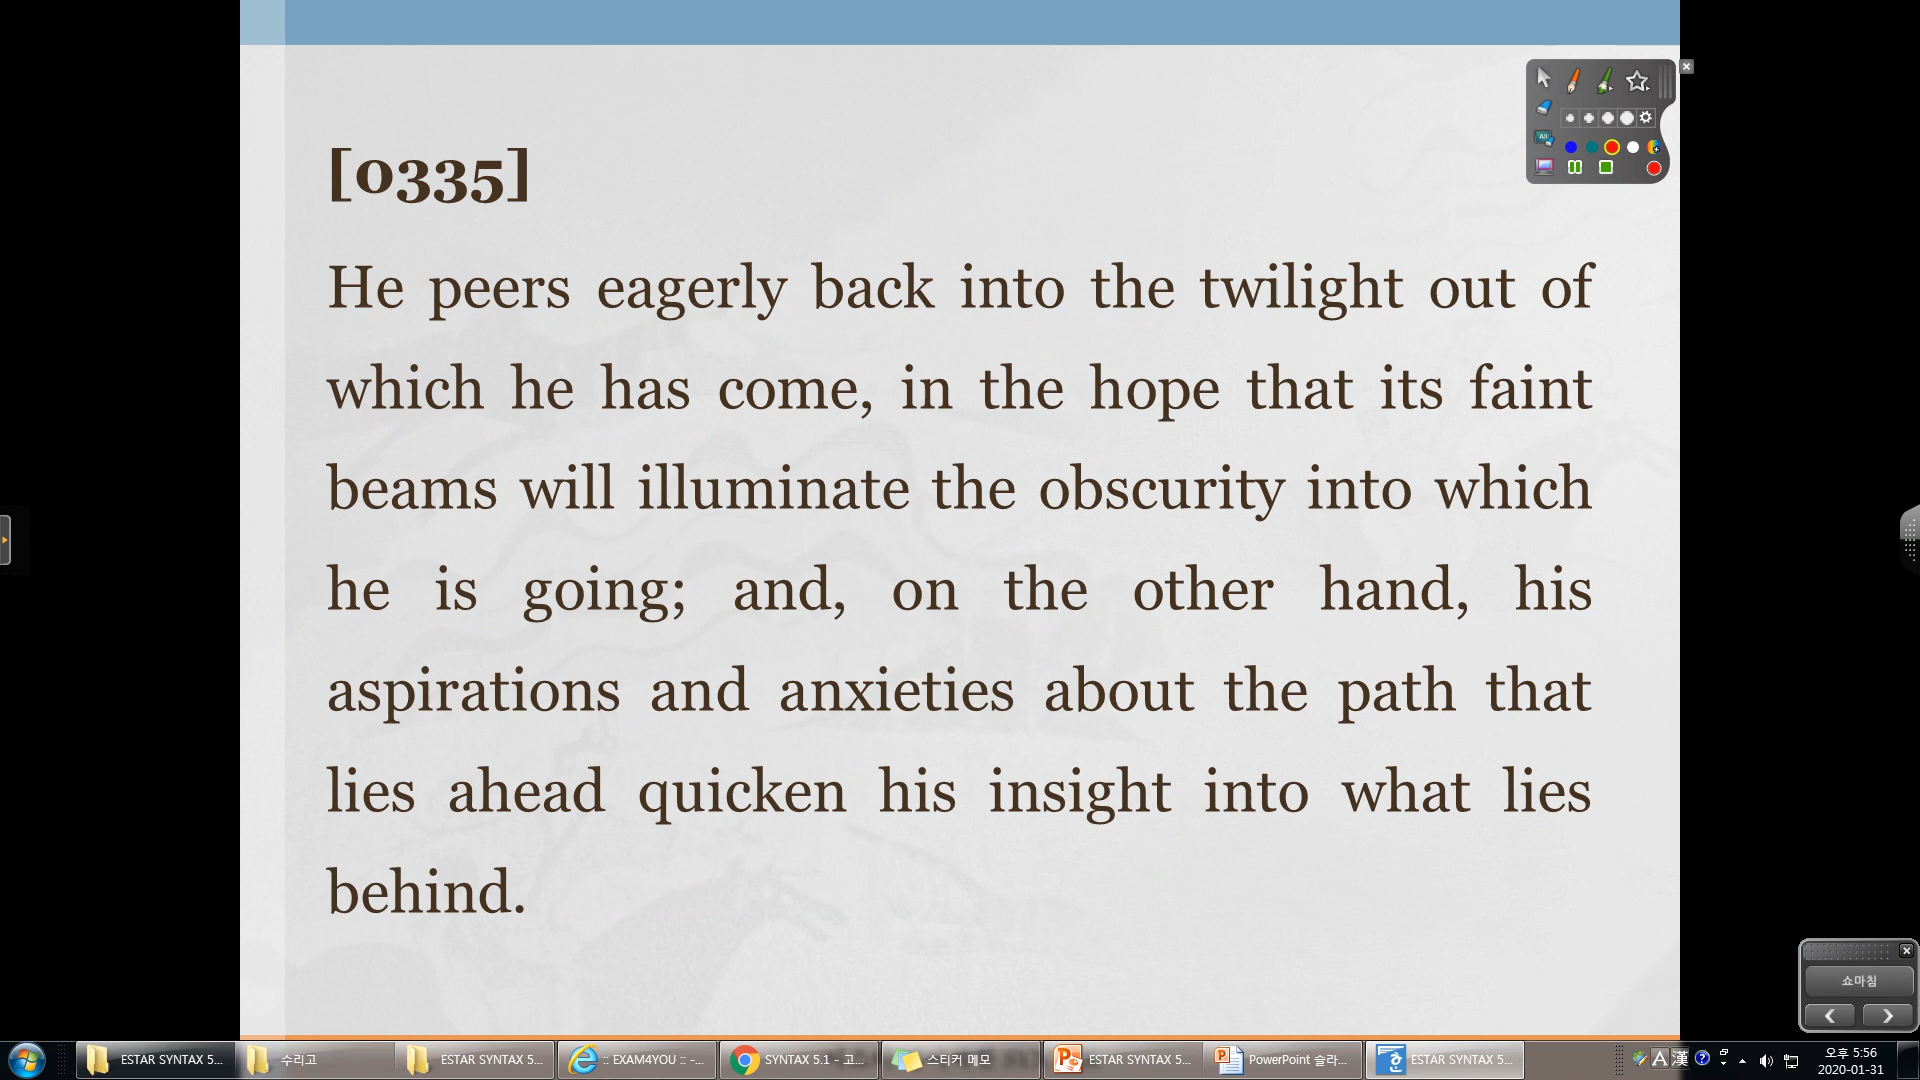 [0335]
He peers eagerly back into the twilight out of
which he has come, in the hope that its faint
beams will illuminate the obscurity into which
he is going; and, on the other hand, his
aspirations and anxieties about the path that
lies ahead quicken his insight into what lies
behind.
All
쇼마침
ESTAR SYNTAX 5...
수리고
ESTAR SYNTAX 5...
:: EXAM4YOU :: -...
SYNTAX 5.1 - 고...
스티커 메모
ESTAR SYNTAX 5...
PowerPoint 슬라...
ESTAR SYNTAX 5...
A 漢
오후 5:56
2020-01-31